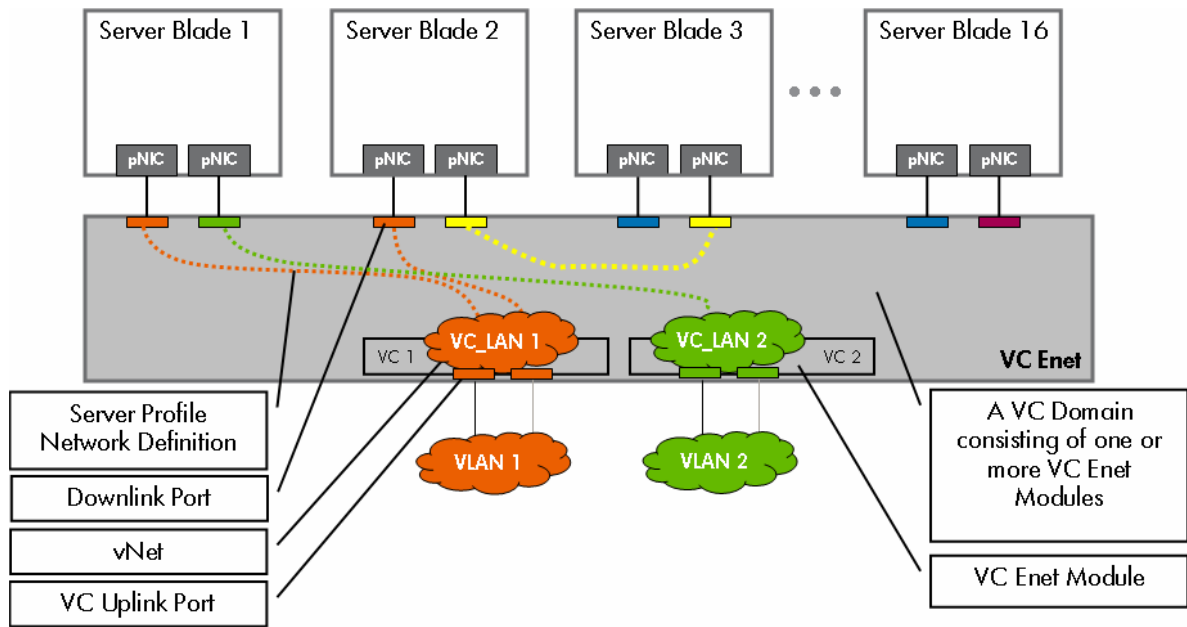 Server Blade 1
Server Blade 2
Server Blade 3
Server Blade 16
pNIC
pNIC
pNIC
pNIC
pNIC
pNIC
pNIC
pNIC
VC 1
VC_LAN 1
VC_LAN 2
VC 2
VC Enet
VLAN 1
VLAN 2
Server Profile
Network Definition
Downlink Port
vNet
VC Uplink Port
A VC Domain
consisting of one or
more VC Enet
Modules
VC Enet Module